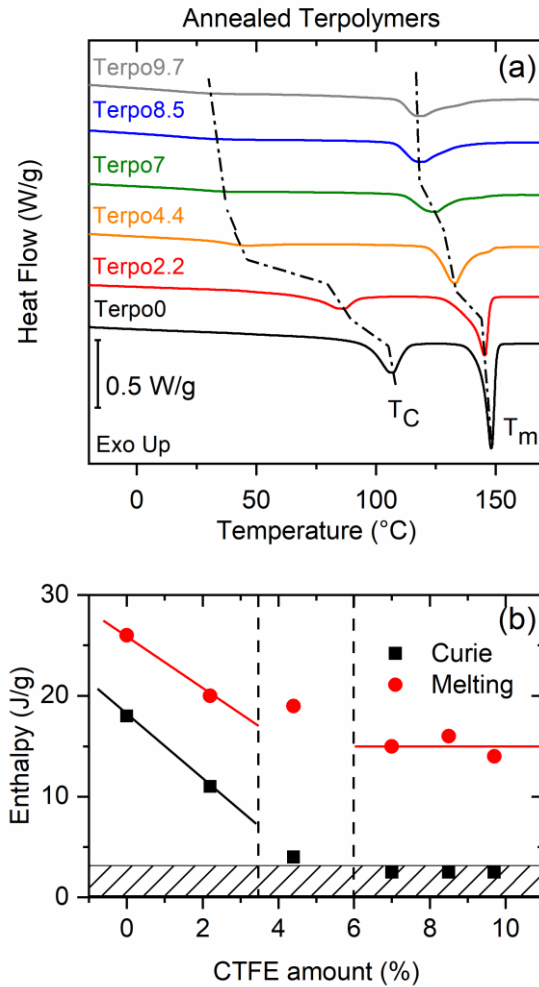 Annealed Terpolymers
(a)
Terpo9.7
Terpo8.5
Terpo7
Terpo4.4
Terpo2.2
Terpo0
0.5 W/g
T_C
T_m
Exo Up
Heat Flow (W/g)
0 50 100 150
Temperature (°C)
(b)
30
20
10
0
Curie
Melting
Enthalpy (J/g)
0 2 4 6 8 10
CTFE amount (%)